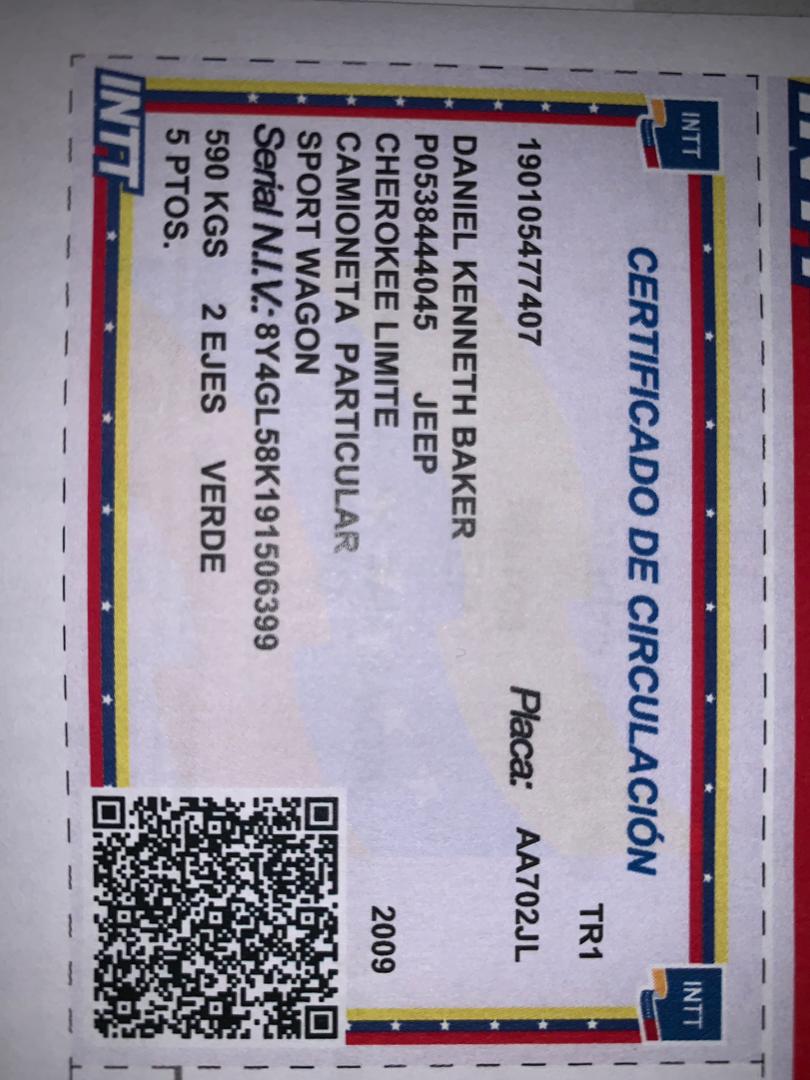 INTT
INTT
CERTIFICADO DE CIRCULACIÓN
TR1
190105477407 Placa: AA702JL
DANIEL KENNETH BAKER
P0538444045 JEEP
CHEROKEE LIMITE 2009
CAMIONETA PARTICULAR
SPORT WAGON
Serial N.I.V.: 8Y4GL58K191506399
590 KGS 2 EJES VERDE
5 PTOS.
INTT